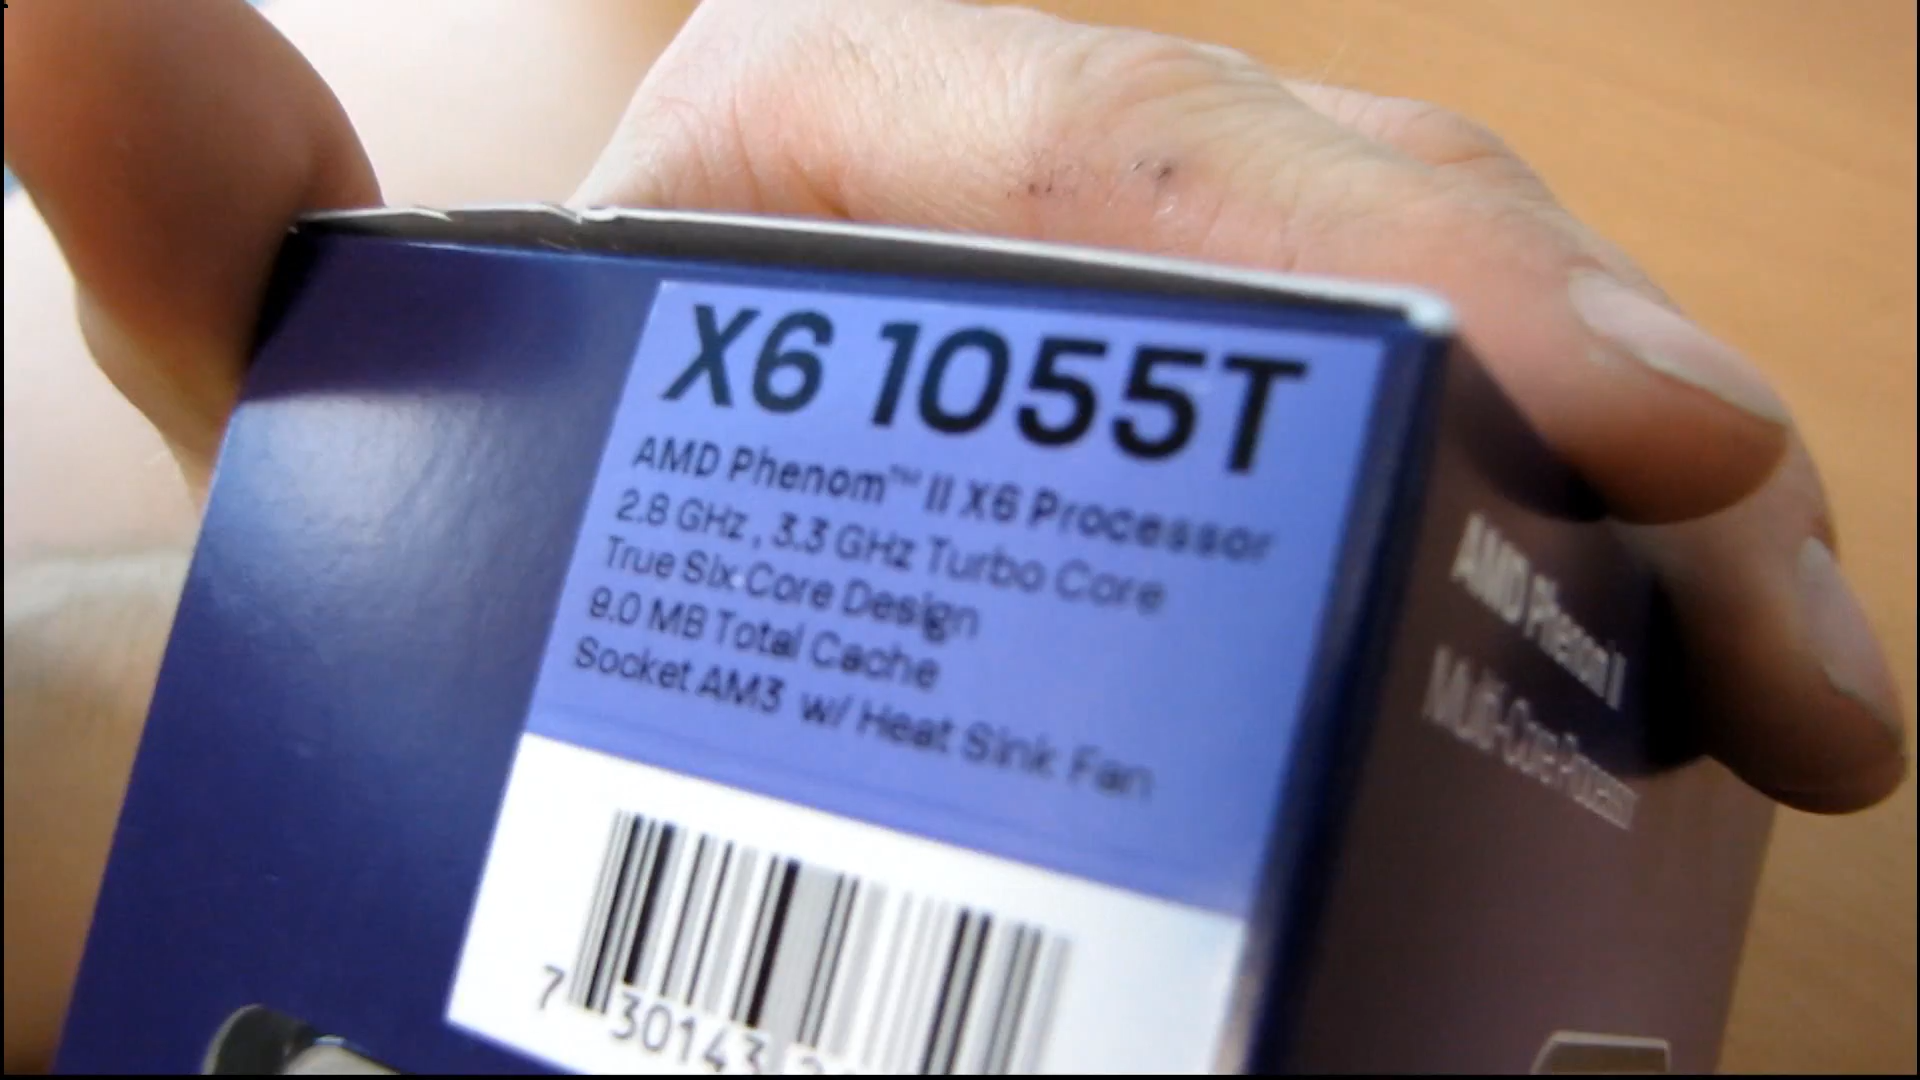 X6 1055T
AMD Phenom™ II X6 Processor
2.8 GHz, 3.3 GHz Turbo Core
True Six Core Design
9.0 MB Total Cache
Socket AM3 w/ Heat Sink Fan
7 30143
AMD Phenom II
Multi-Core Processor